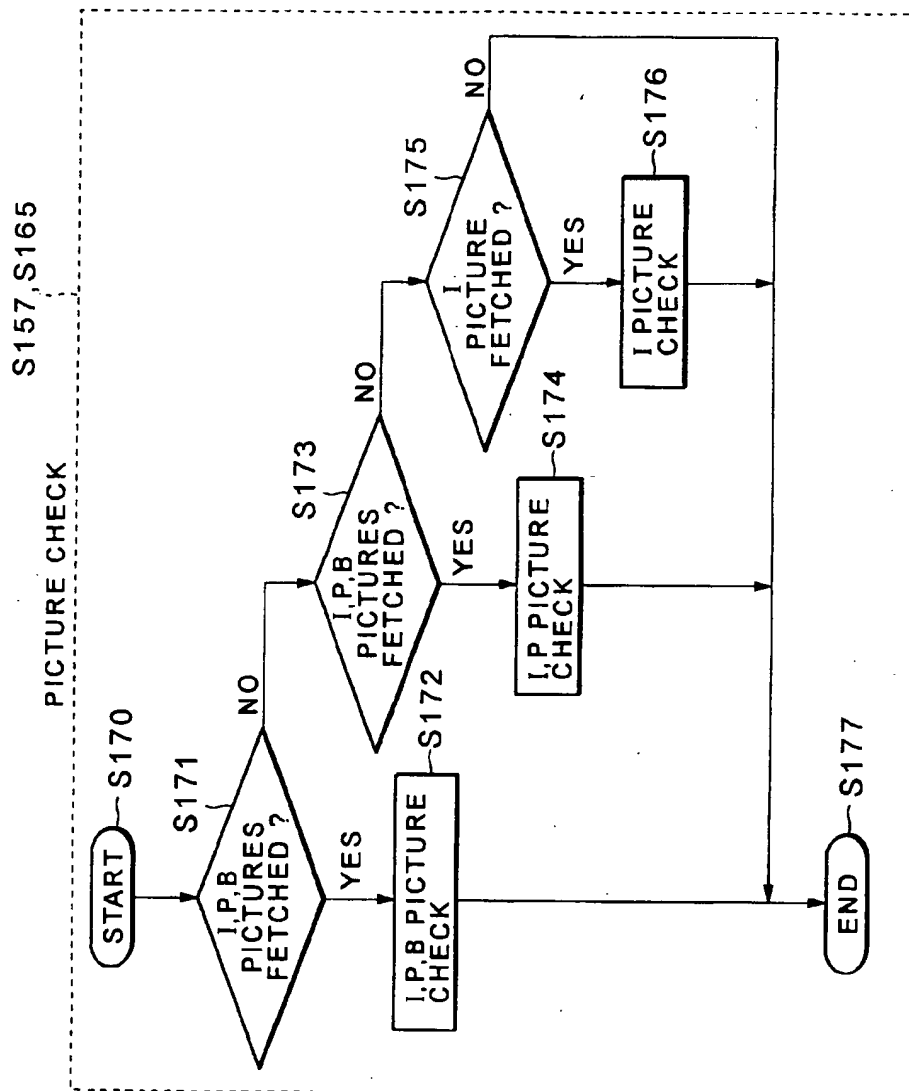 S157,S165
PICTURE CHECK
START
S170
S171
I,P,B
PICTURES
FETCHED ?
NO
YES
S172
I,P,B PICTURE
CHECK
S173
I,P,B
PICTURES
FETCHED ?
NO
YES
S174
I,P PICTURE
CHECK
S175
I
PICTURE
FETCHED ?
NO
YES
S176
I PICTURE
CHECK
END
S177